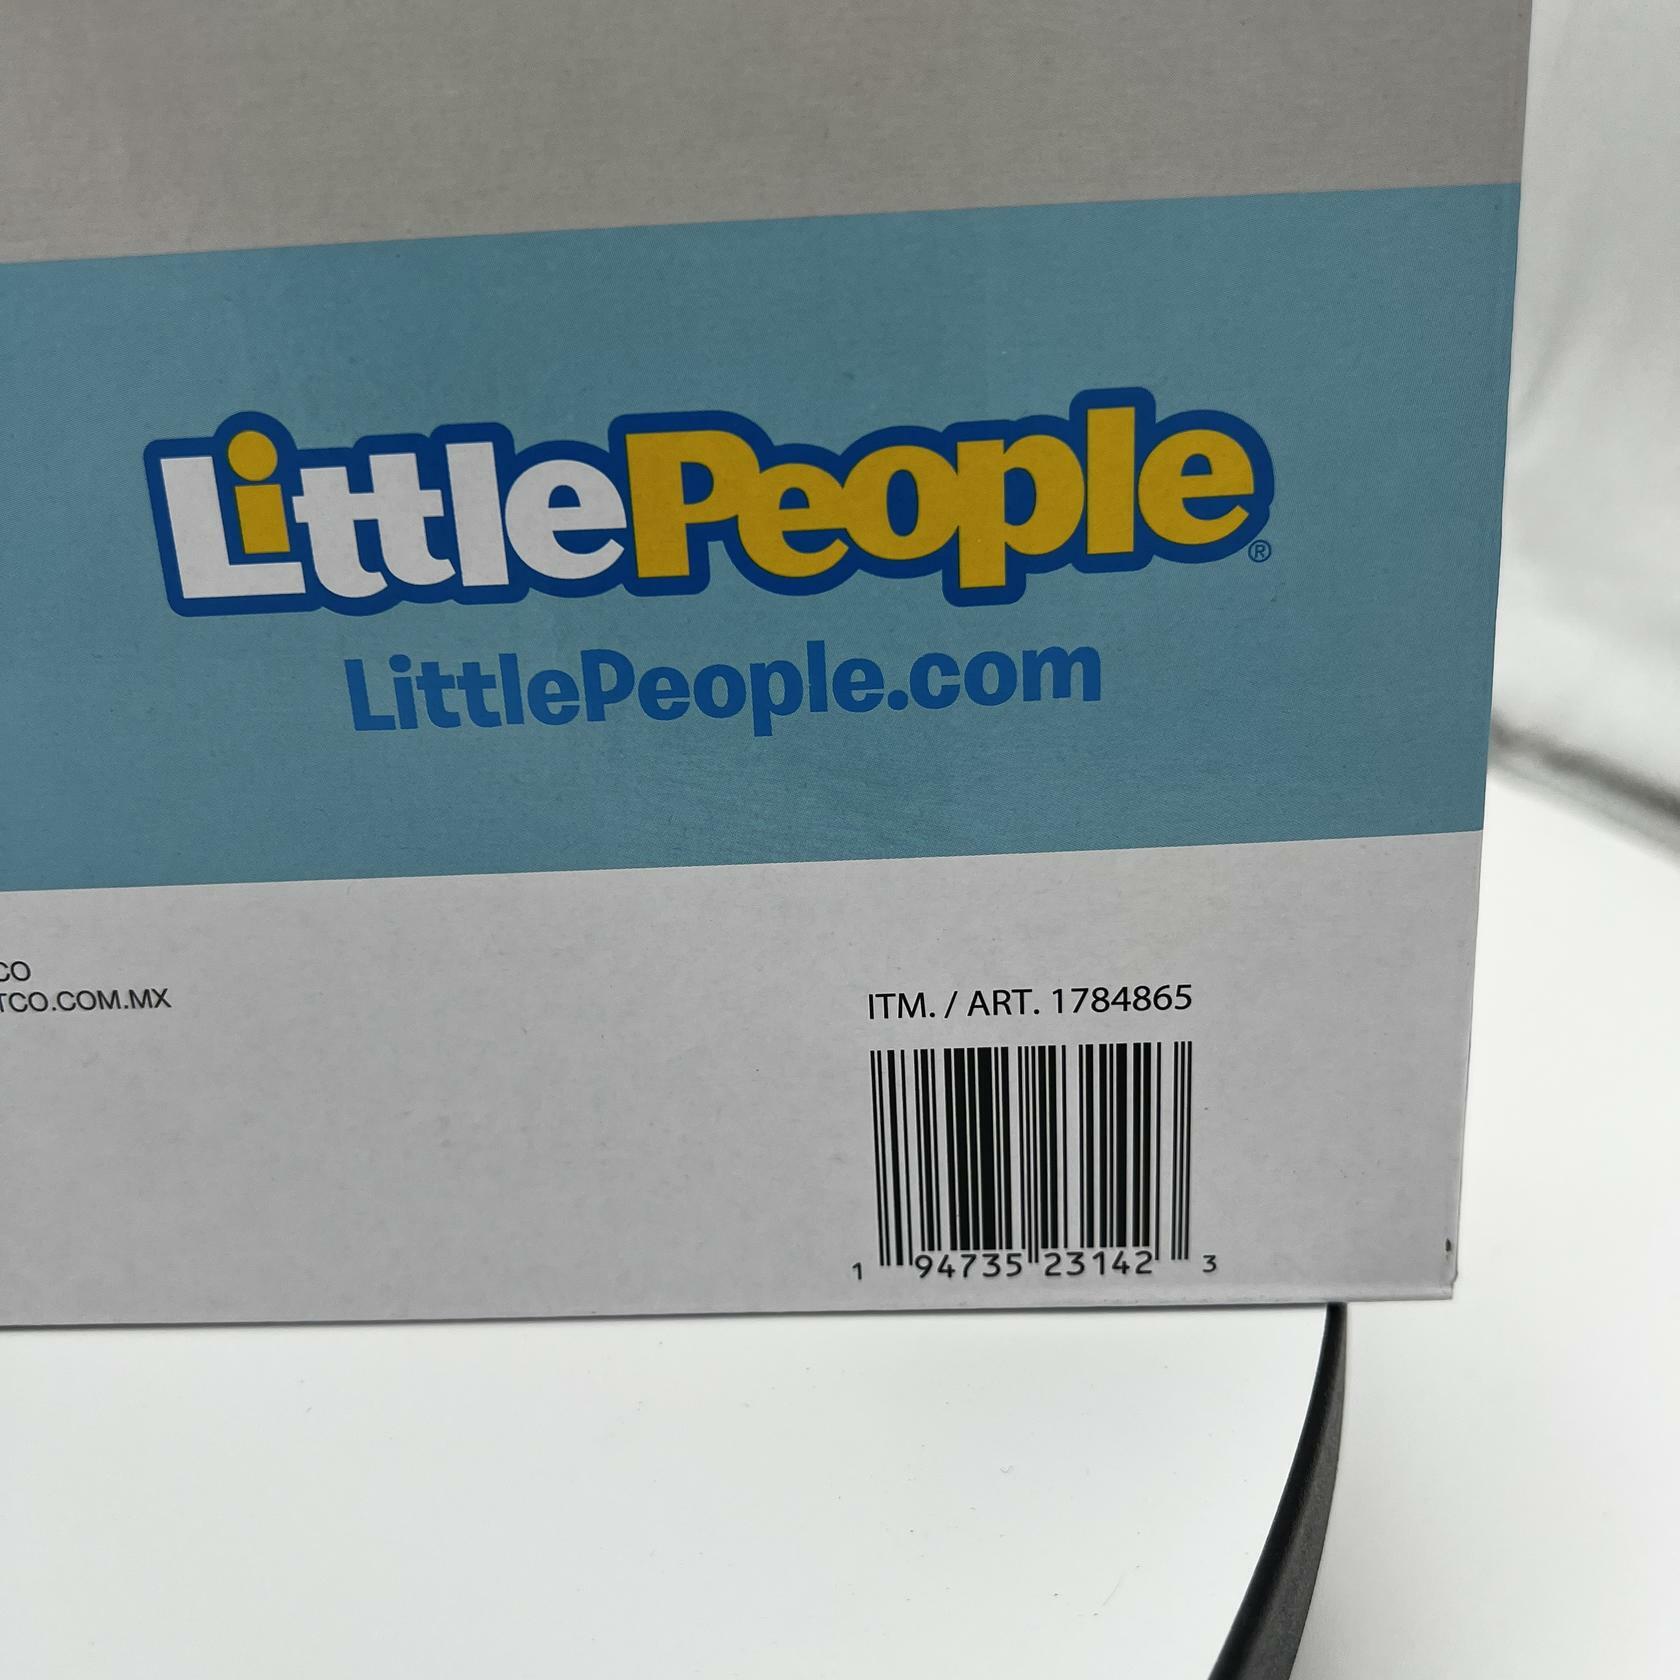 LittlePeople®
LittlePeople.com
CO
TCO.COM.MX
ITM. / ART. 1784865
1 94735 23142 3